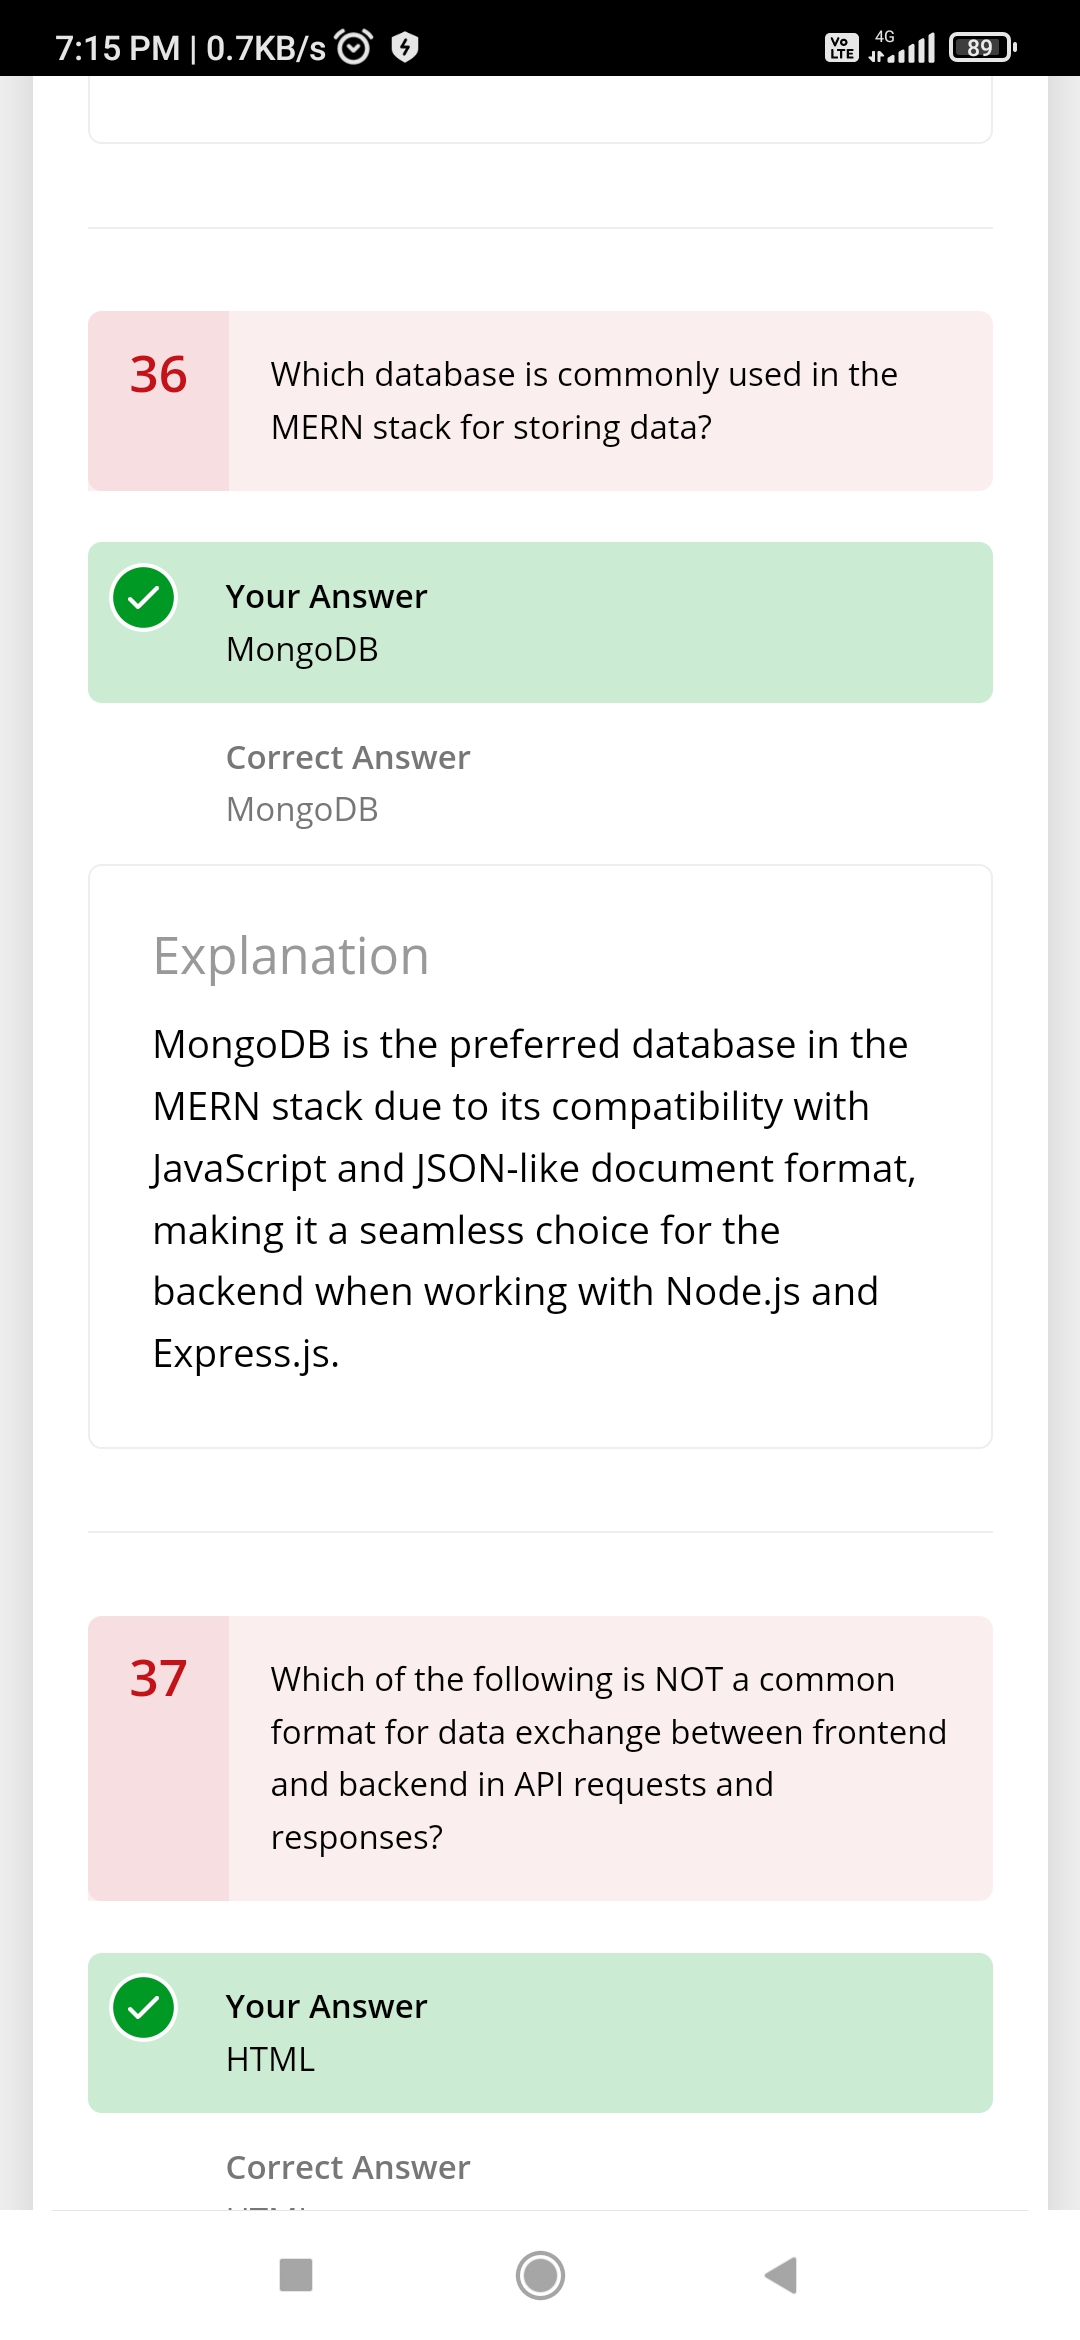 7:15 PM | 0.7KB/s
Vo LTE 4G 89
36
Which database is commonly used in the
MERN stack for storing data?
Your Answer
MongoDB
Correct Answer
MongoDB
Explanation
MongoDB is the preferred database in the
MERN stack due to its compatibility with
JavaScript and JSON-like document format,
making it a seamless choice for the
backend when working with Node.js and
Express.js.
37
Which of the following is NOT a common
format for data exchange between frontend
and backend in API requests and
responses?
Your Answer
HTML
Correct Answer